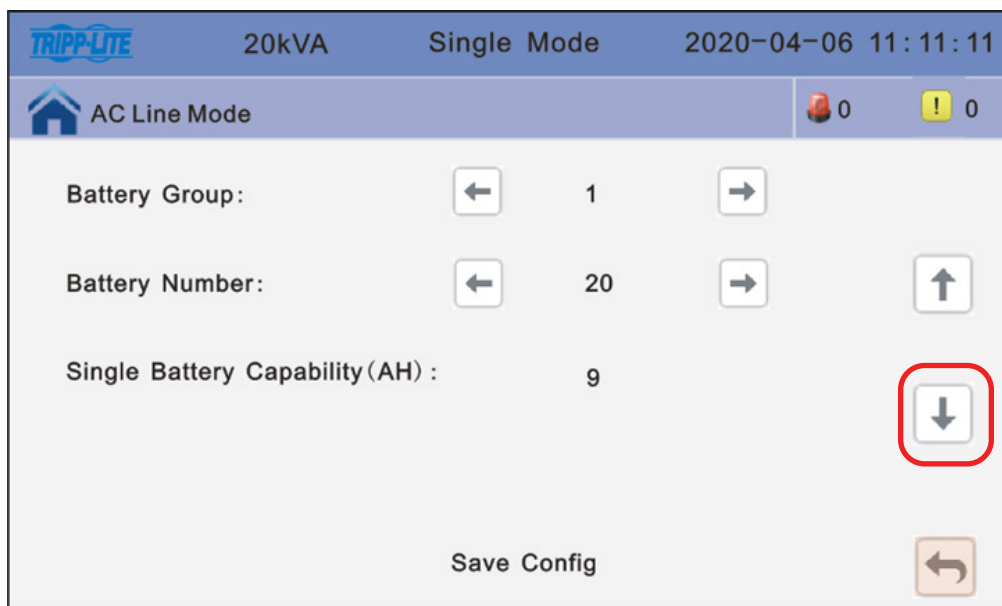 TRIPP·LITE 20kVA Single Mode 2020-04-06 11:11:11
AC Line Mode 0 ! 0
Battery Group: ← 1 →
Battery Number: ← 20 → ↑
Single Battery Capability(AH): 9 ↓
Save Config